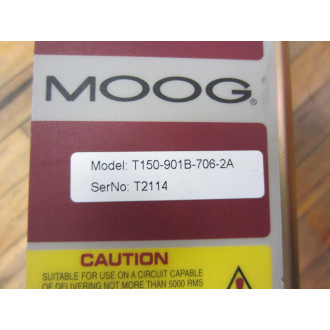 MOOG®
Model: T150-901B-706-2A
SerNo: T2114
CAUTION
SUITABLE FOR USE ON A CIRCUIT CAPABLE
OF DELIVERING NOT MORE THAN 5000 RMS